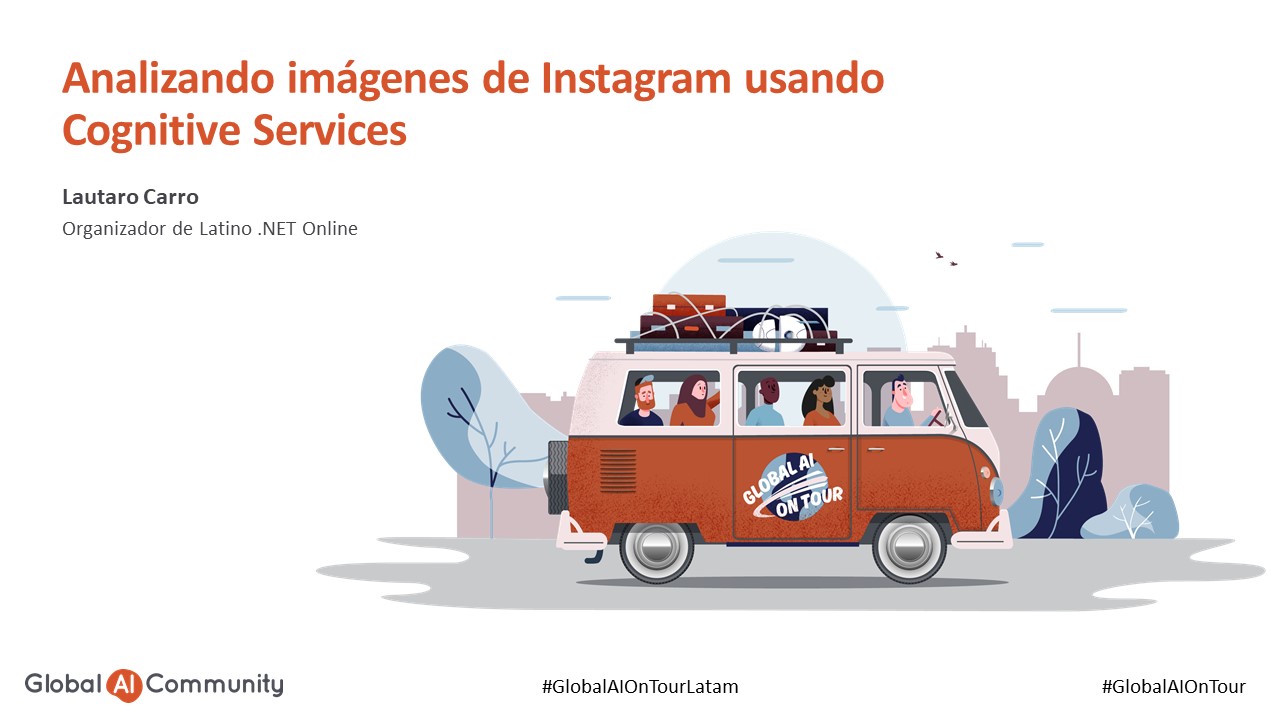 Analizando imágenes de Instagram usando
Cognitive Services
Lautaro Carro
Organizador de Latino .NET Online
GLOBAL AI
ON TOUR
Global AI Community
#GlobalAIOnTourLatam
#GlobalAIOnTour